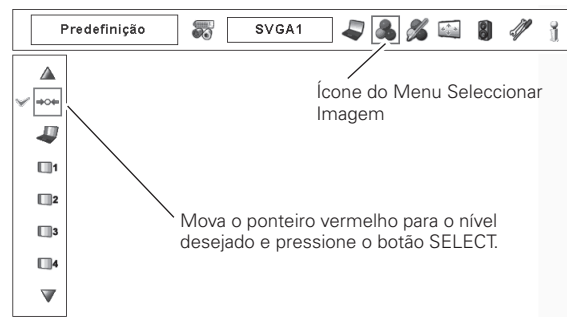 Predefinição
SVGA1
Ícone do Menu Seleccionar
Imagem
1
2
3
4
Mova o ponteiro vermelho para o nível
desejado e pressione o botão SELECT.